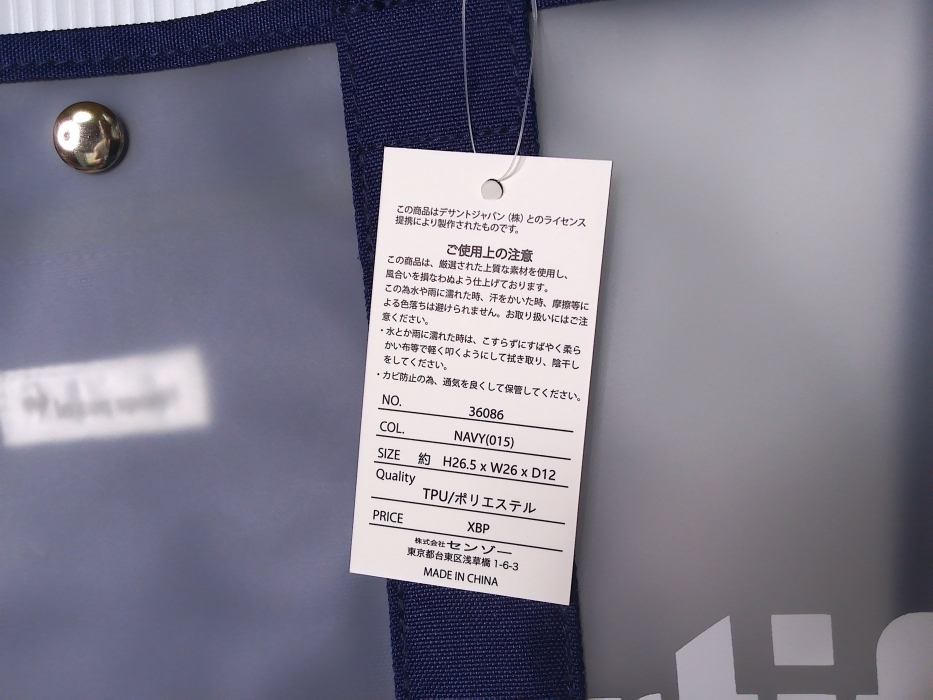 この商品はデサントジャパン(株)とのライセンス
提携により製作されたものです。
ご使用上の注意
この商品は、厳選された上質な素材を使用し、
風合いを損なわぬよう仕上げております。
この為水や雨に濡れた時、汗をかいた時、摩擦等に
よる色落ちは避けられません。お取り扱いにはご注
意ください。
・水とか雨に濡れた時は、こすらずにすばやく柔ら
かい布等で軽く叩くようにして拭き取り、陰干し
をしてください。
・カビ防止の為、通気を良くして保管してください。
NO. 36086
COL. NAVY(015)
SIZE 約 H26.5 x W26 x D12
Quality
TPU/ポリエステル
PRICE XBP
株式会社センゾー
東京都台東区浅草橋 1-6-3
MADE IN CHINA